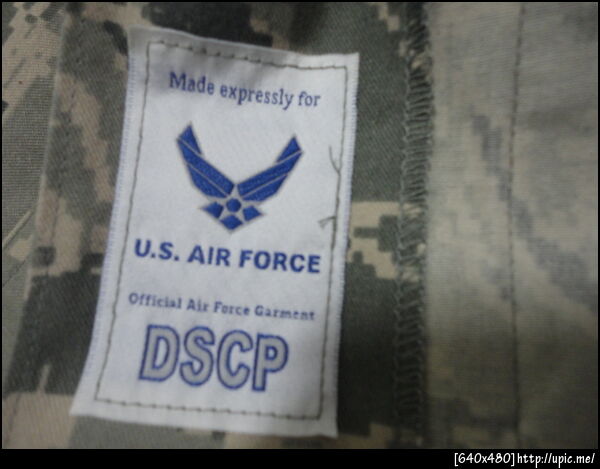 Made expressly for
U.S. AIR FORCE
Official Air Force Garment
DSCP
[640x480]http://upic.me/